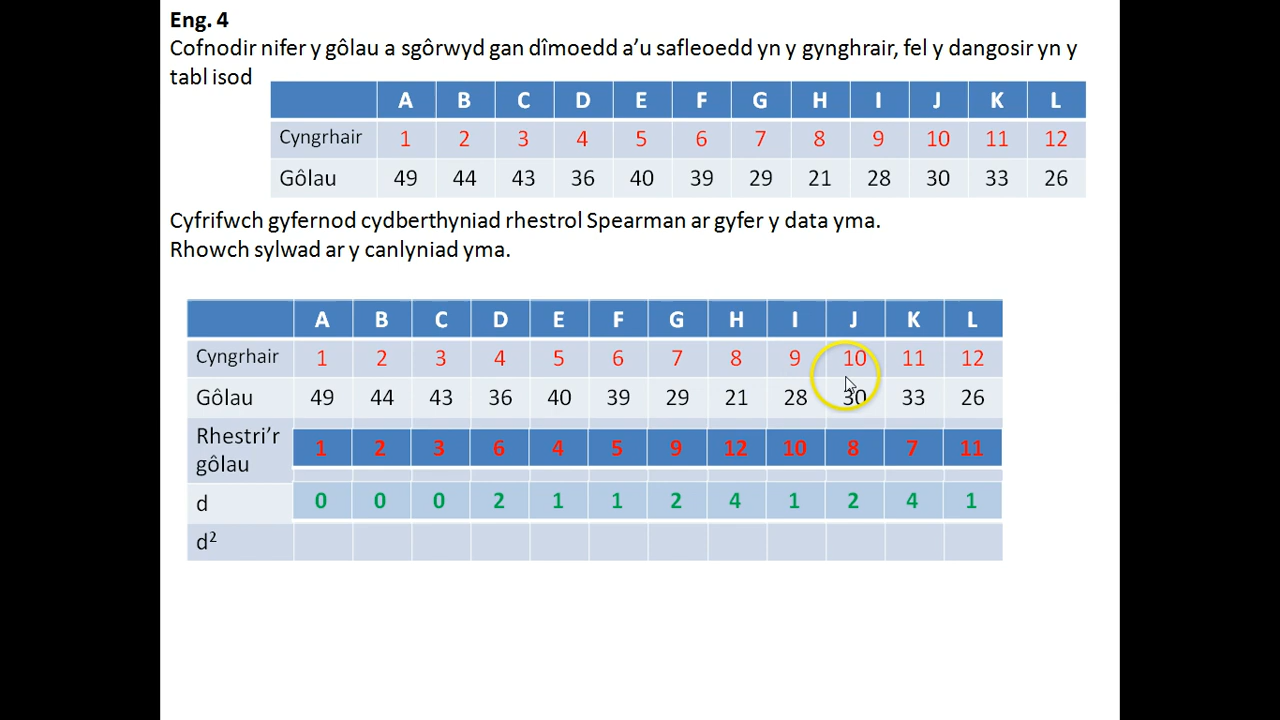 Eng. 4
Cofnodir nifer y gôlau a sgôrwyd gan dîmoedd a’u safleoedd yn y gynghrair, fel y dangosir yn y
tabl isod
A B C D E F G H I J K L
Cyngrhair 1 2 3 4 5 6 7 8 9 10 11 12
Gôlau 49 44 43 36 40 39 29 21 28 30 33 26
Cyfrifwch gyfernod cydberthyniad rhestrol Spearman ar gyfer y data yma.
Rhowch sylwad ar y canlyniad yma.
A B C D E F G H I J K L
Cyngrhair 1 2 3 4 5 6 7 8 9 10 11 12
Gôlau 49 44 43 36 40 39 29 21 28 30 33 26
Rhestri’r
gôlau 1 2 3 6 4 5 9 12 10 8 7 11
d 0 0 0 2 1 1 2 4 1 2 4 1
d²